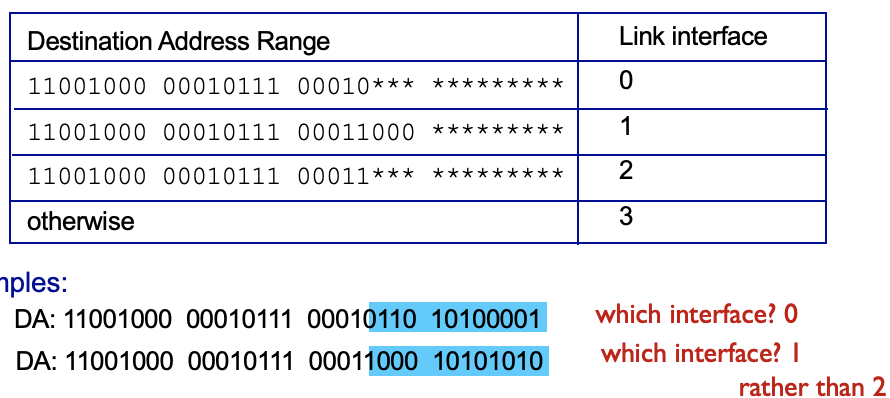 Destination Address Range Link interface
11001000 00010111 00010*** ********* 0
11001000 00010111 00011000 ********* 1
11001000 00010111 00011*** ********* 2
otherwise 3
mples:
DA: 11001000 00010111 00010110 10100001 which interface? 0
DA: 11001000 00010111 00011000 10101010 which interface? 1
rather than 2